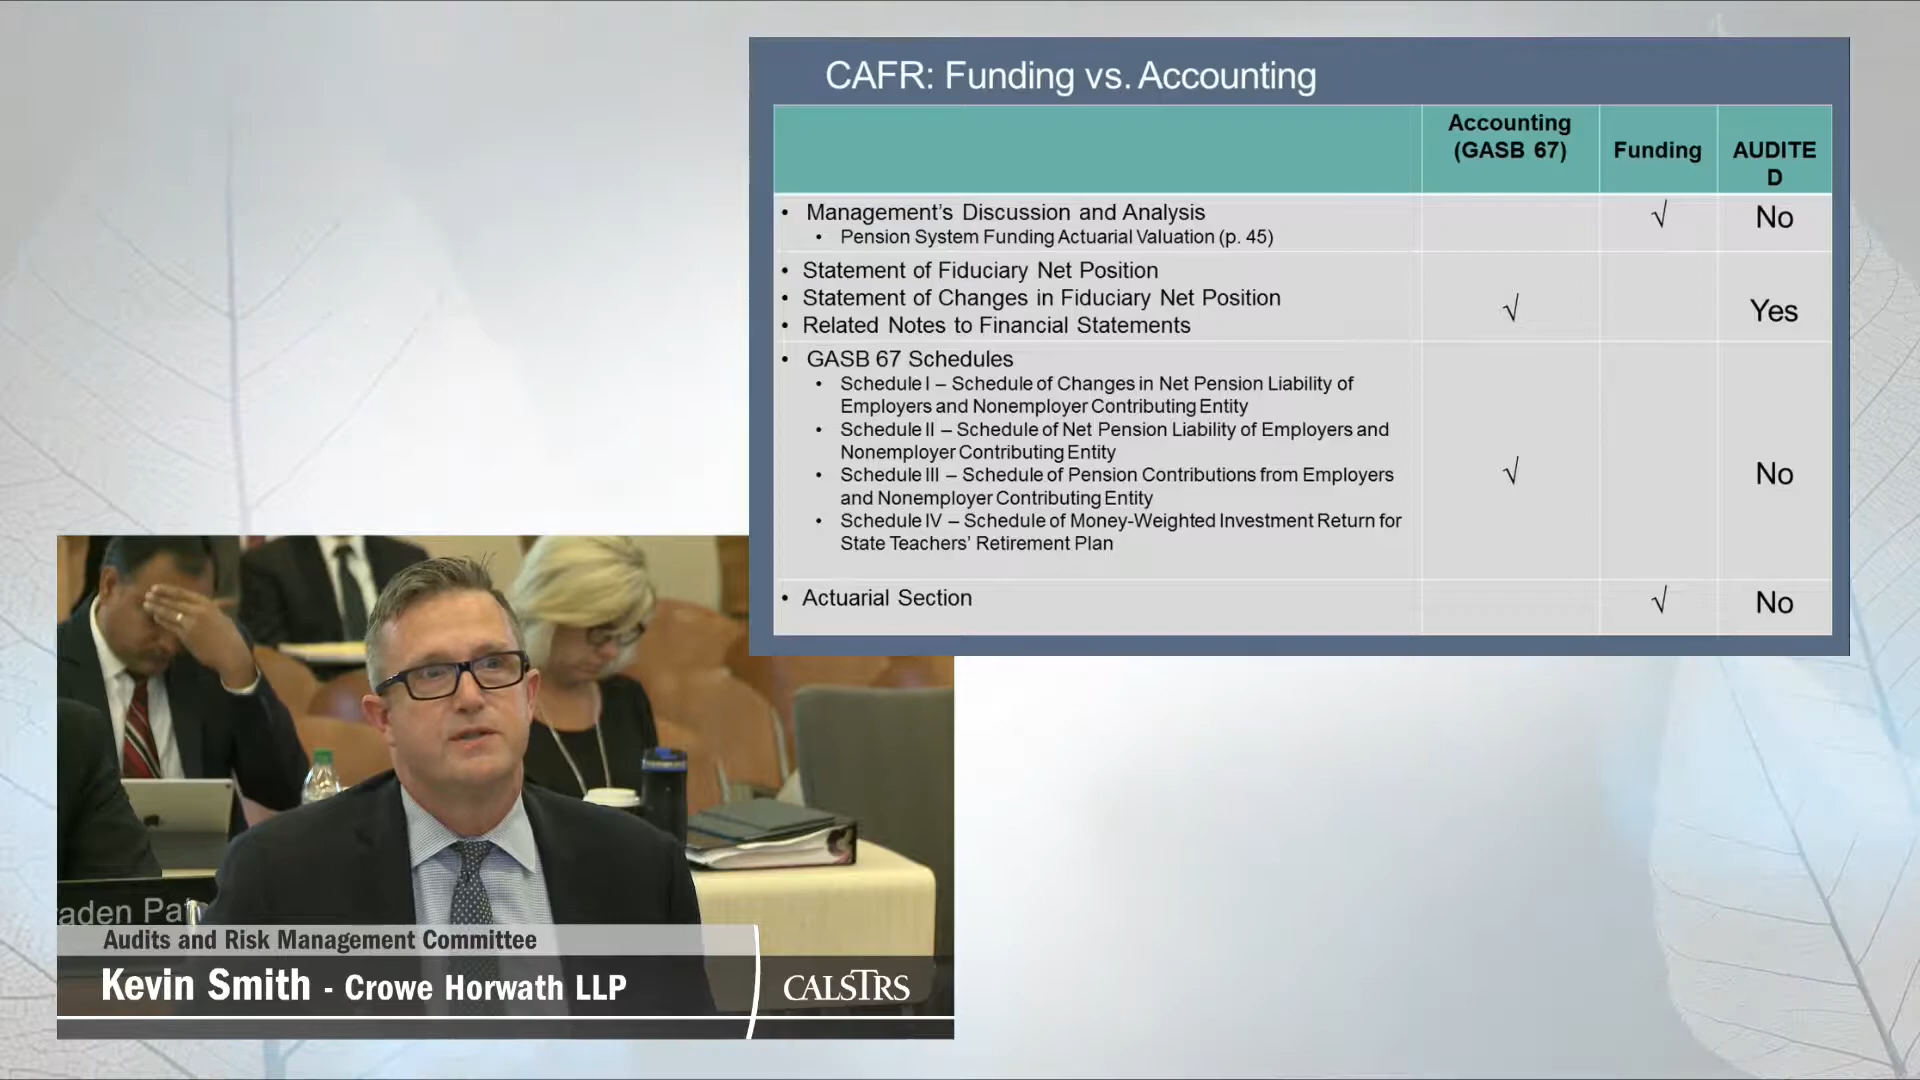 CAFR: Funding vs. Accounting
Accounting
(GASB 67)
Funding
AUDITE
D
• Management's Discussion and Analysis
• Pension System Funding Actuarial Valuation (p. 45)
√
No
• Statement of Fiduciary Net Position
• Statement of Changes in Fiduciary Net Position
• Related Notes to Financial Statements
√
Yes
• GASB 67 Schedules
• Schedule I – Schedule of Changes in Net Pension Liability of
Employers and Nonemployer Contributing Entity
• Schedule II – Schedule of Net Pension Liability of Employers and
Nonemployer Contributing Entity
• Schedule III – Schedule of Pension Contributions from Employers
and Nonemployer Contributing Entity
• Schedule IV – Schedule of Money-Weighted Investment Return for
State Teachers' Retirement Plan
√
No
• Actuarial Section
√
No
Audits and Risk Management Committee
Kevin Smith - Crowe Horwath LLP
CALSTRS